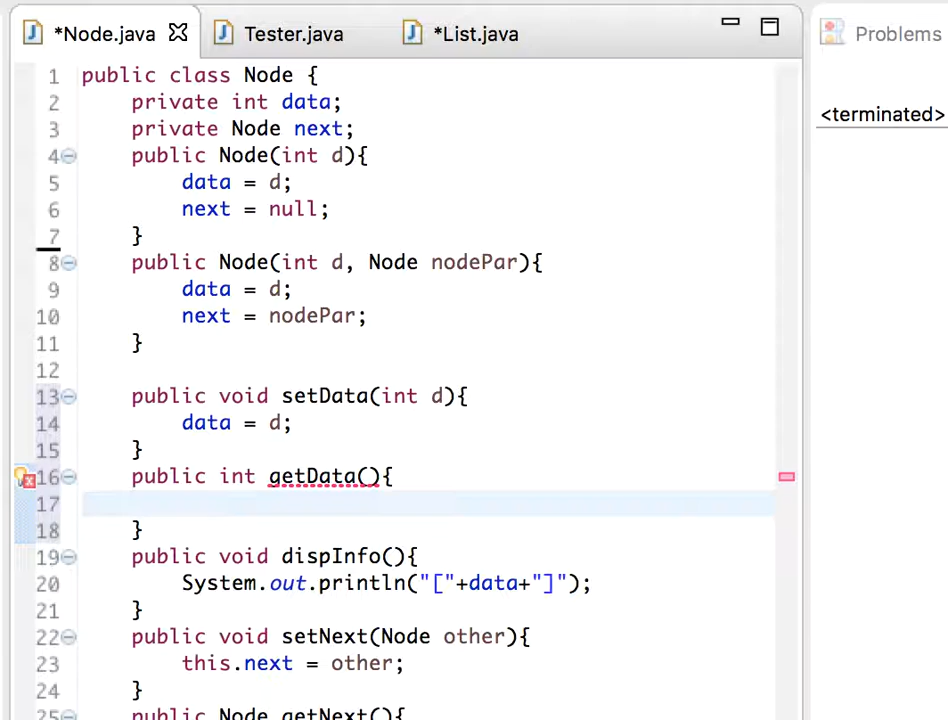 *Node.java Tester.java *List.java Problems
<terminated>
1 public class Node {
2 private int data;
3 private Node next;
4 public Node(int d){
5 data = d;
6 next = null;
7 }
8 public Node(int d, Node nodePar){
9 data = d;
10 next = nodePar;
11 }
12
13 public void setData(int d){
14 data = d;
15 }
16 public int getData(){
17
18 }
19 public void dispInfo(){
20 System.out.println("["+data+"]");
21 }
22 public void setNext(Node other){
23 this.next = other;
24 }
25 public Node getNext(){